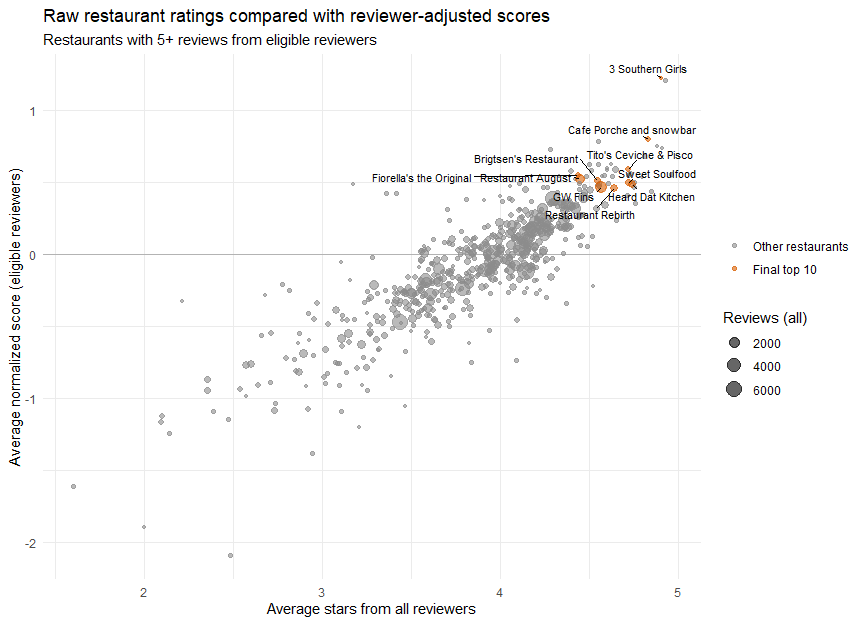 Raw restaurant ratings compared with reviewer-adjusted scores
Restaurants with 5+ reviews from eligible reviewers
3 Southern Girls
Cafe Porche and snowbar
Brigtsen's Restaurant
Tito's Ceviche & Pisco
Fiorella's the Original
Restaurant August
Sweet Soulfood
GW Fins
Heard Dat Kitchen
Restaurant Rebirth
1
0
-1
-2
Average normalized score (eligible reviewers)
2
3
4
5
Average stars from all reviewers
Other restaurants
Final top 10
Reviews (all)
2000
4000
6000